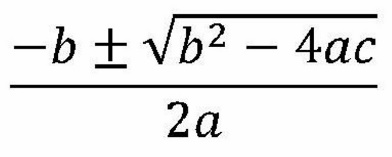 −b ± √b² − 4ac
2a